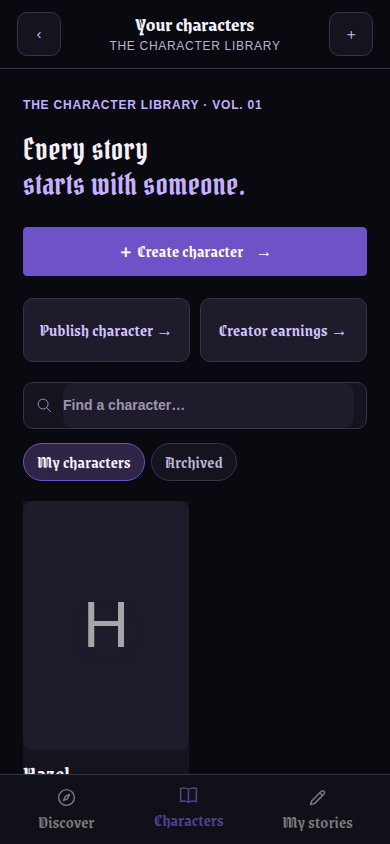 ‹
Your characters
THE CHARACTER LIBRARY
+
THE CHARACTER LIBRARY · VOL. 01
Every story
starts with someone.
+ Create character →
Publish character →
Creator earnings →
Find a character…
My characters
Archived
H
Hazel
Discover
Characters
My stories